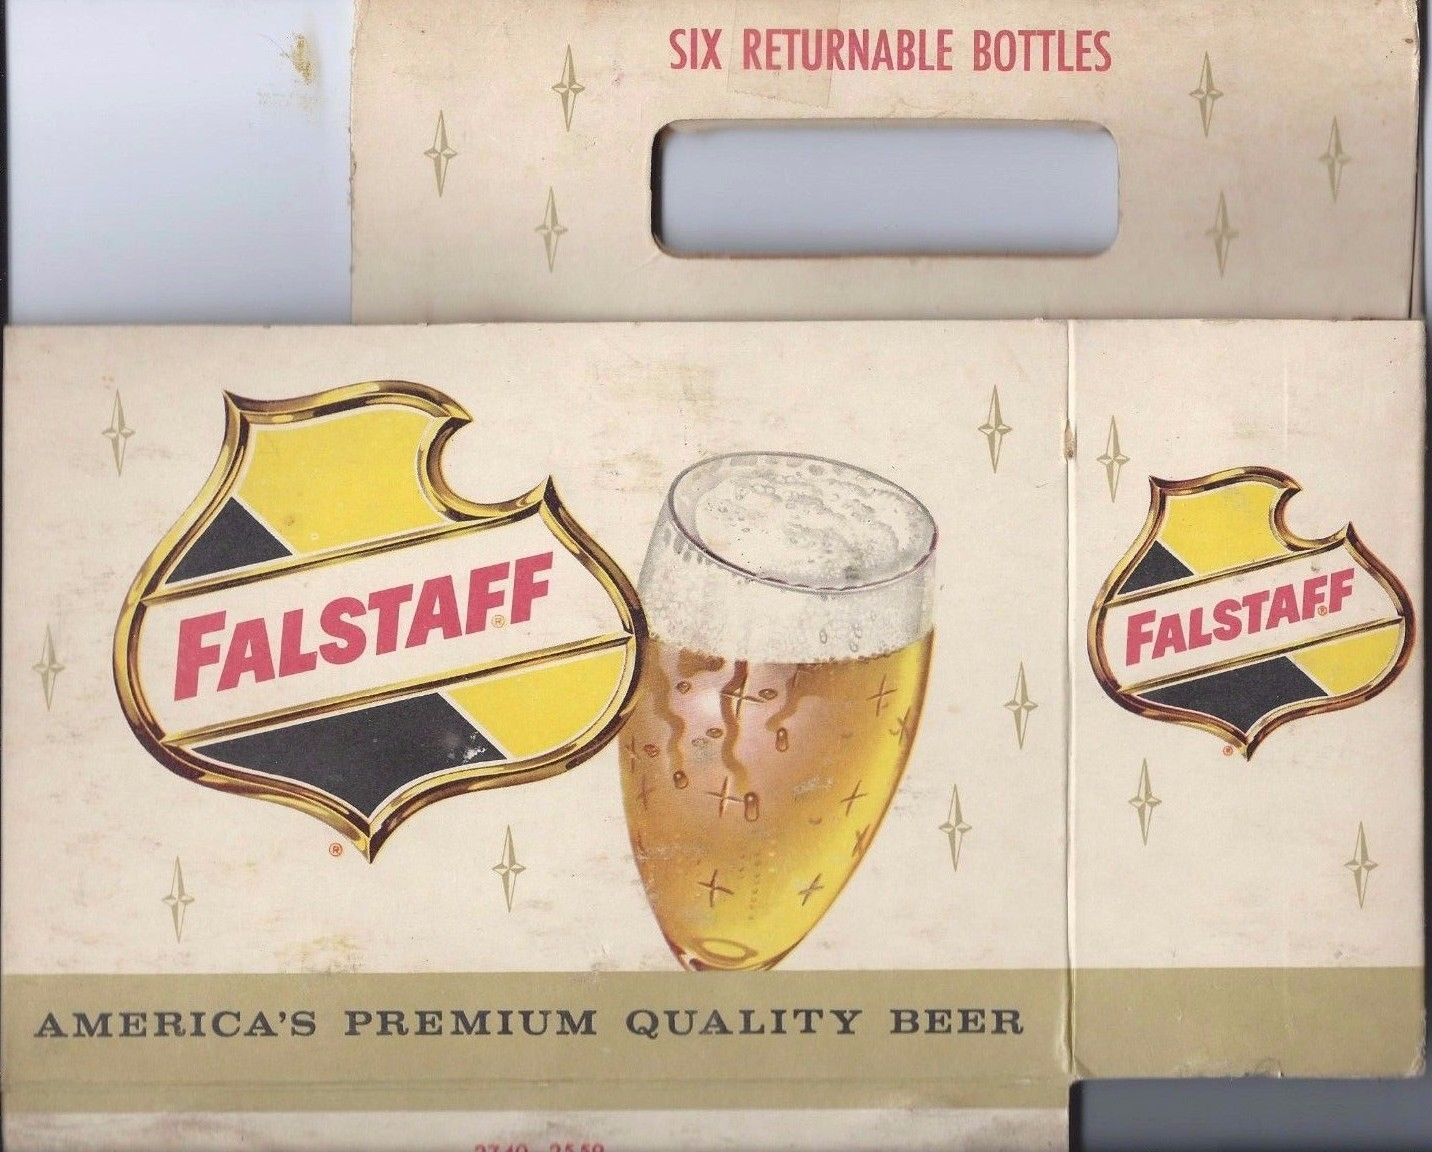 SIX RETURNABLE BOTTLES
FALSTAFF
®
®
FALSTAFF
®
®
AMERICA'S PREMIUM QUALITY BEER